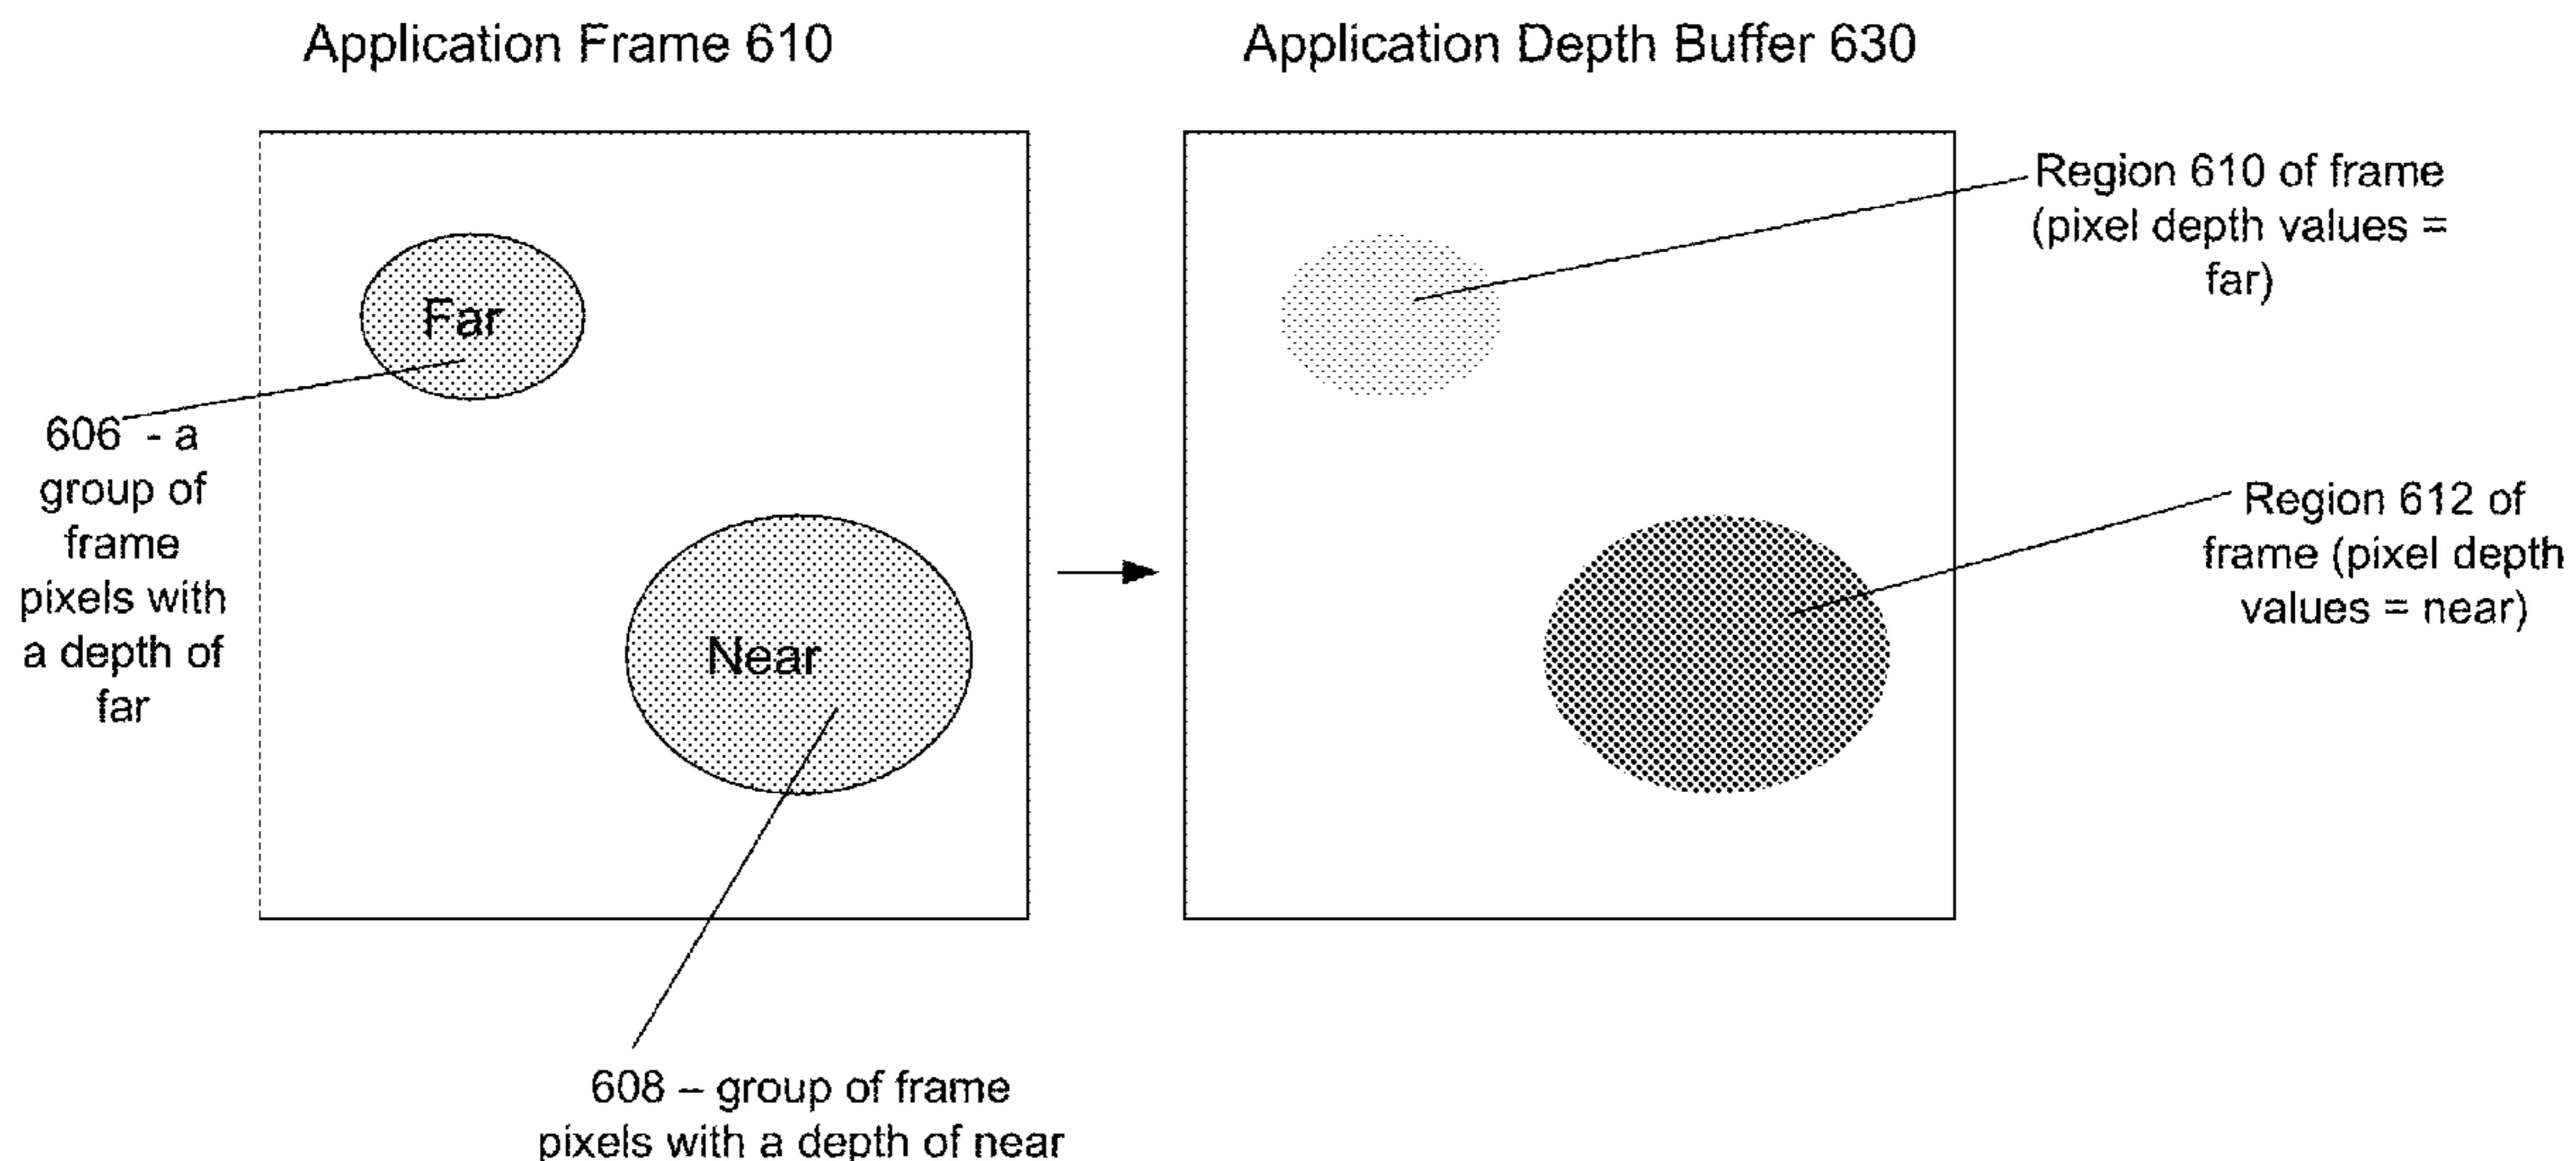 Application Frame 610
Application Depth Buffer 630
Far
606 - a
group of
frame
pixels with
a depth of
far
Near
608 – group of frame
pixels with a depth of near
Region 610 of frame
(pixel depth values =
far)
Region 612 of
frame (pixel depth
values = near)